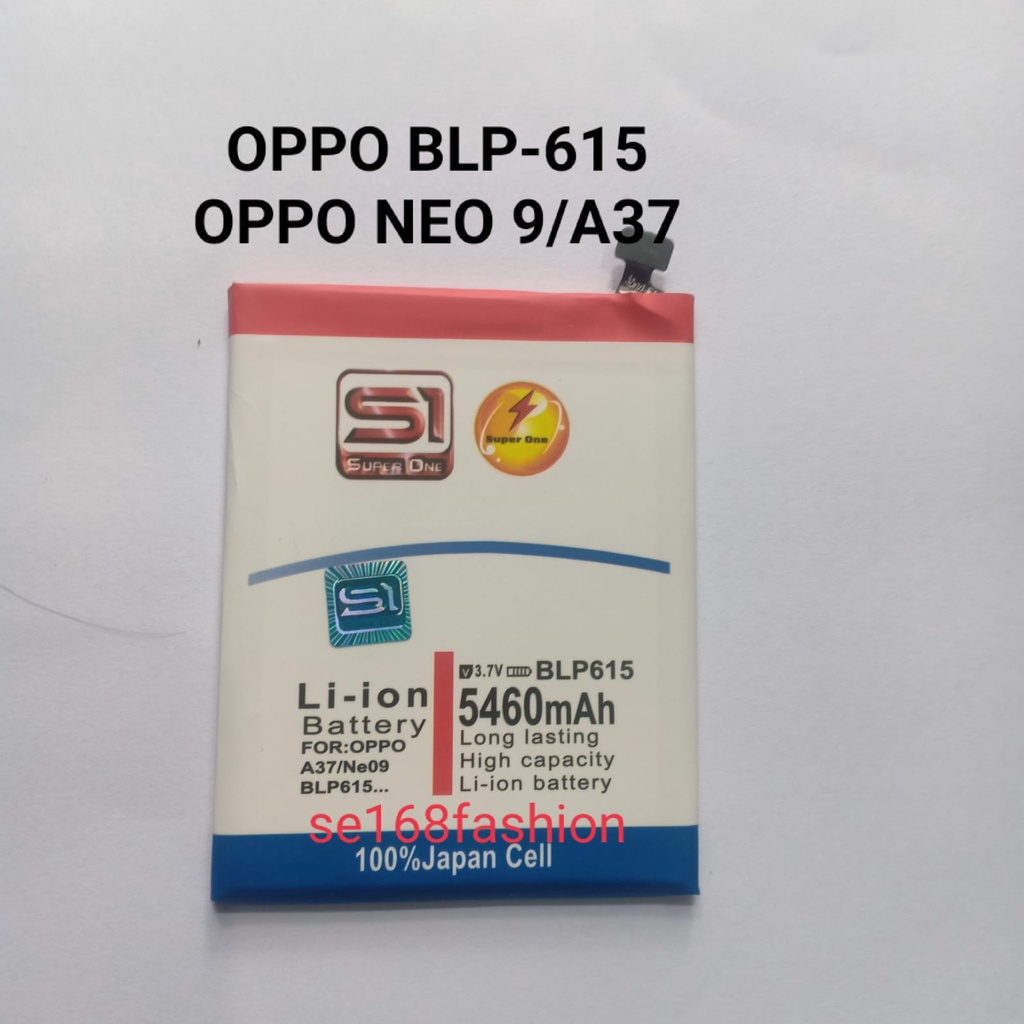 OPPO BLP-615
OPPO NEO 9/A37
S1
SUPER ONE
Super One
S1
Li-ion
Battery
FOR:OPPO
A37/Ne09
BLP615...
V 3.7V BLP615
5460mAh
Long lasting
High capacity
Li-ion battery
se168fashion
100%Japan Cell